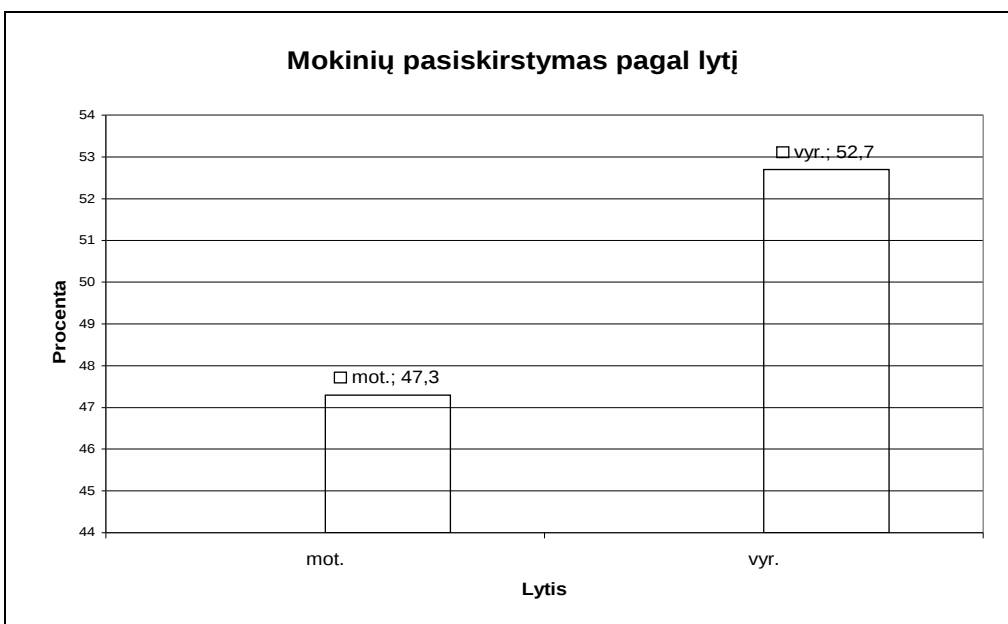 Mokinių pasiskirstymas pagal lytį
54
53
52
51
50
49
48
47
46
45
44
Procenta
vyr.; 52,7
mot.; 47,3
mot.
vyr.
Lytis